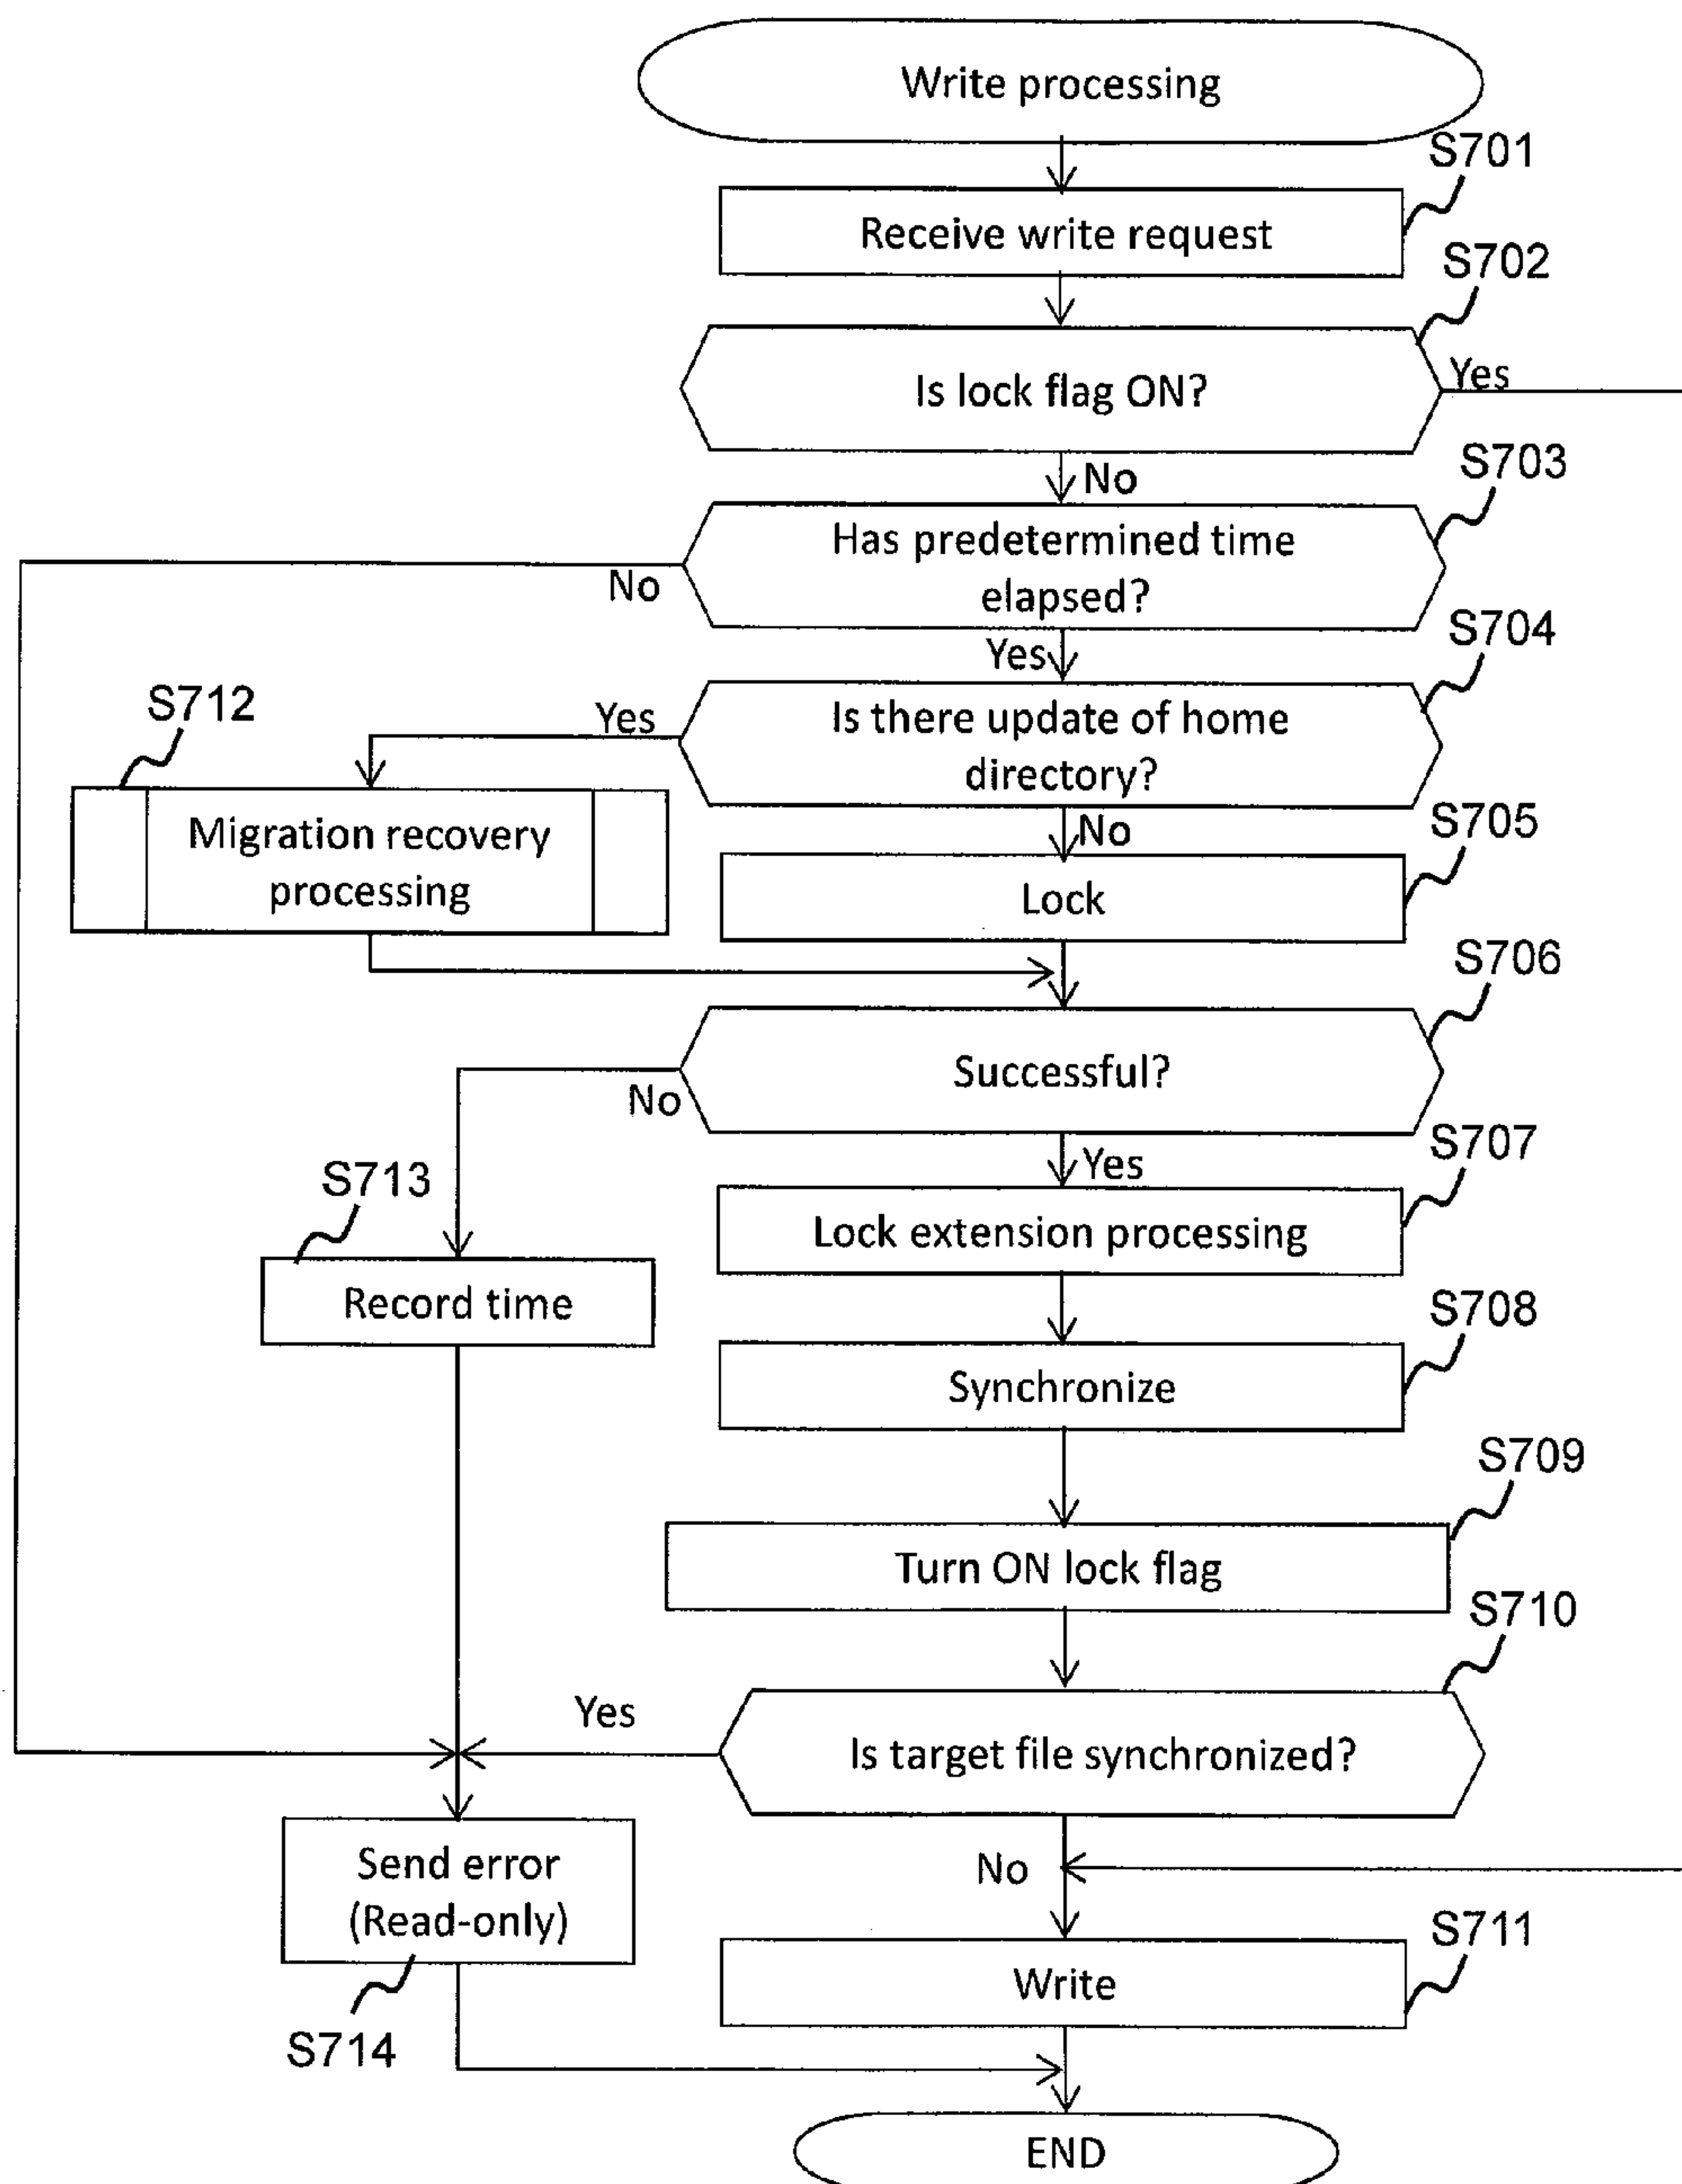 Write processing
S701
Receive write request
S702
Is lock flag ON?
Yes
No
S703
Has predetermined time
elapsed?
No
Yes
S704
Is there update of home
directory?
Yes
S712
Migration recovery
processing
No
S705
Lock
S706
Successful?
No
Yes
S707
Lock extension processing
S713
Record time
S708
Synchronize
S709
Turn ON lock flag
S710
Is target file synchronized?
Yes
No
Send error
(Read-only)
S714
S711
Write
END